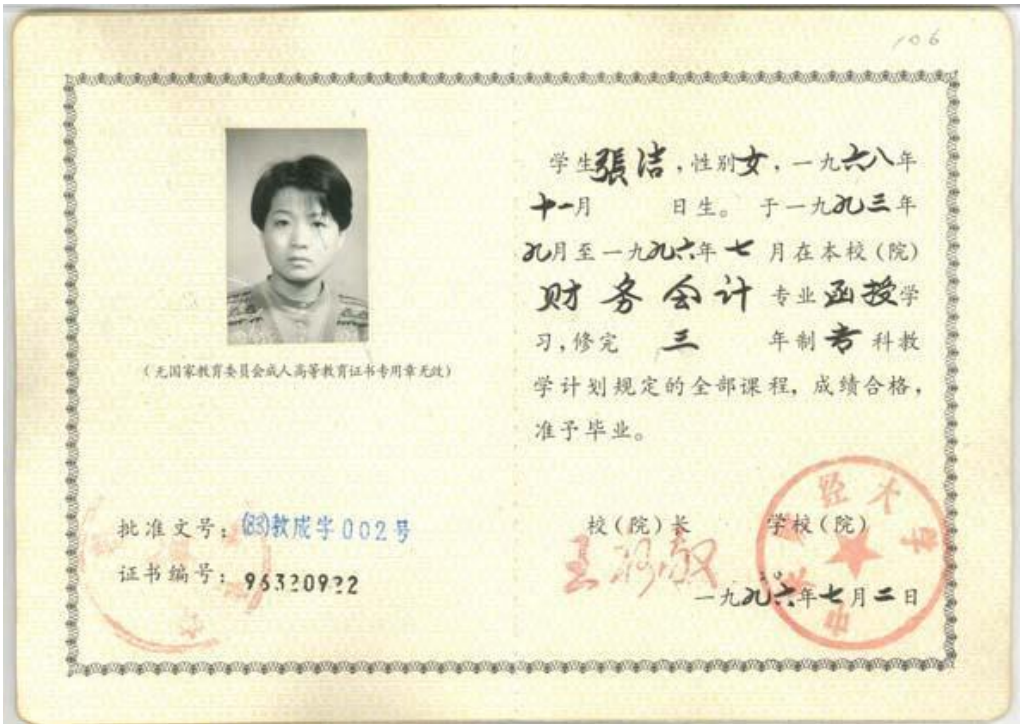 106
学生張洁,性别女,一九六八年
十一月 日生。于一九九三年
九月至一九九六年七月在本校(院)
财务会计专业函授学
习,修完 三 年制专科教
学计划规定的全部课程,成绩合格,
准予毕业。
(无国家教育委员会成人高等教育证书专用章无效)
批准文号:(83)教成字002号
证书编号:96320922
校(院)长 学校(院)
一九九六年七月二日